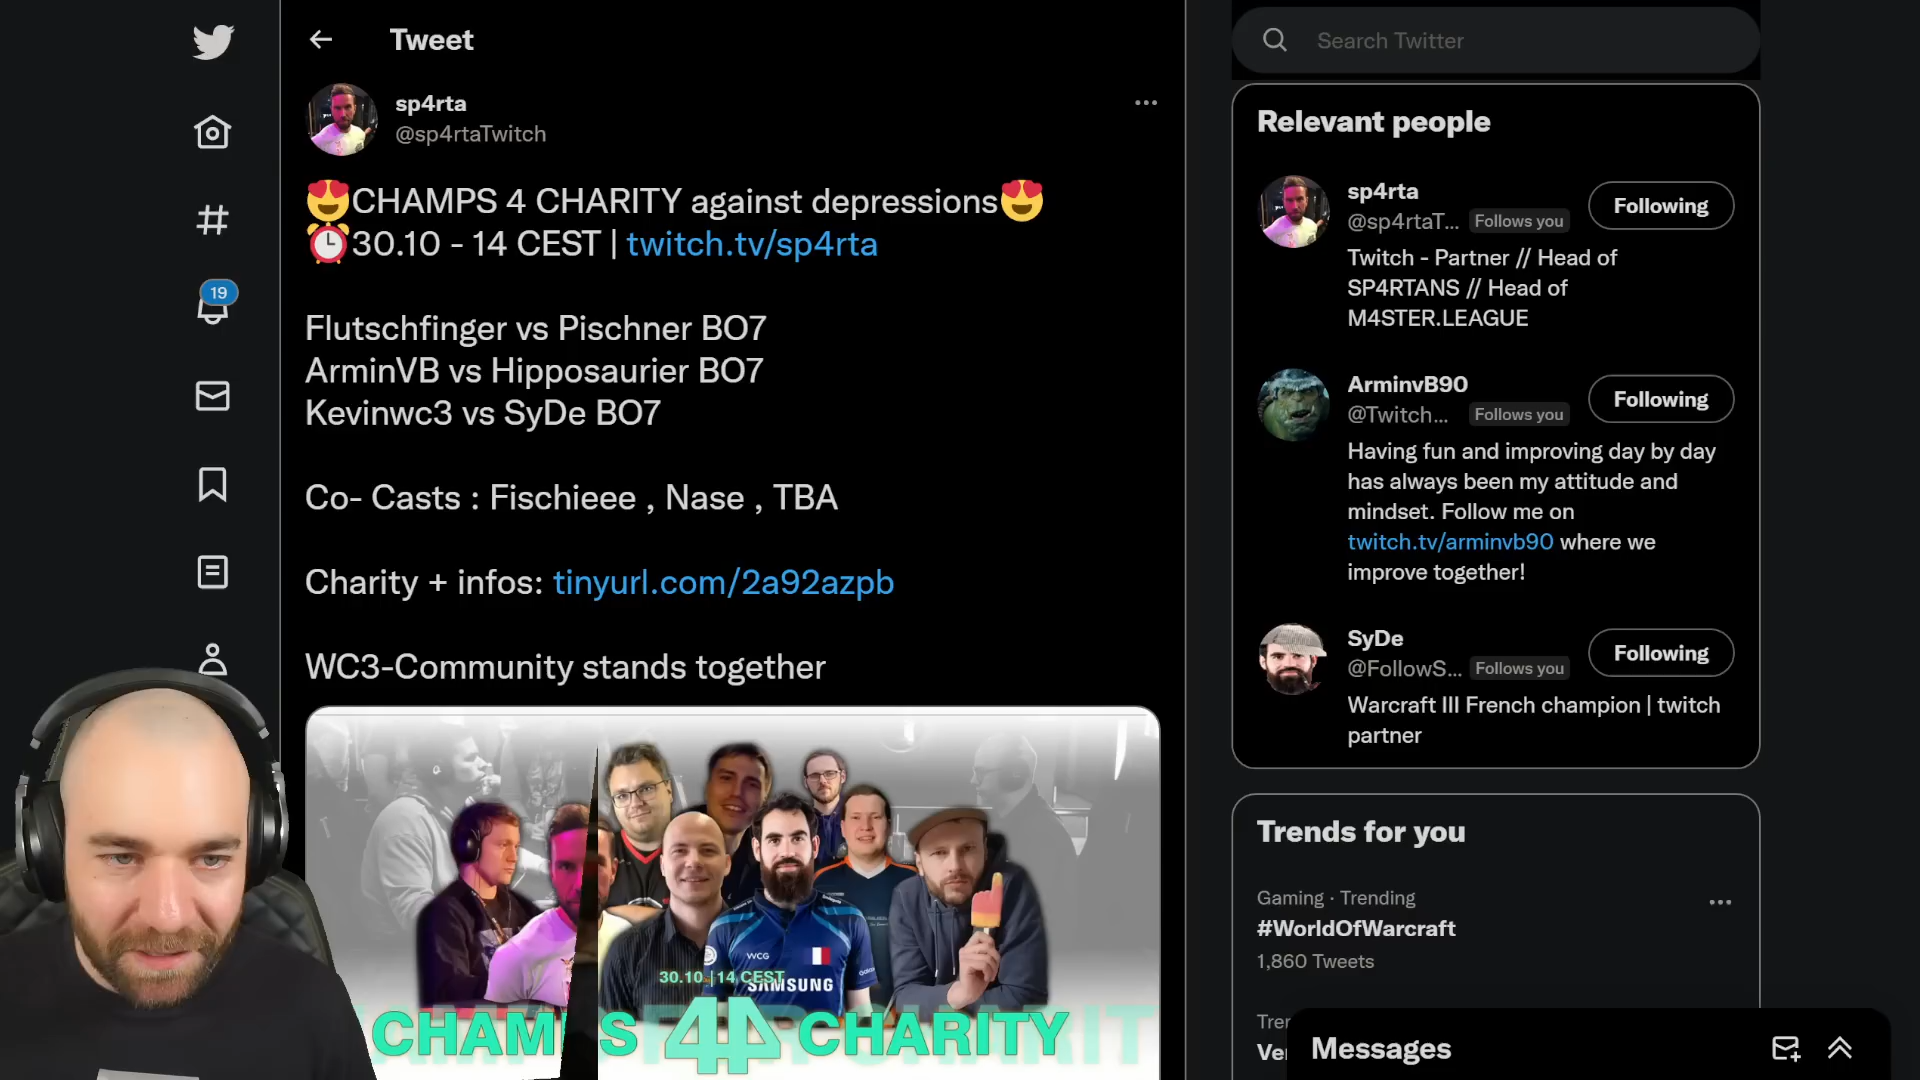 Tweet
Search Twitter
sp4rta
@sp4rtaTwitch
😍CHAMPS 4 CHARITY against depressions😍
⏰30.10 - 14 CEST | twitch.tv/sp4rta
Flutschfinger vs Pischner BO7
ArminVB vs Hipposaurier BO7
Kevinwc3 vs SyDe BO7
Co- Casts : Fischieee , Nase , TBA
Charity + infos: tinyurl.com/2a92azpb
WC3-Community stands together
19
WCG
30.10 | 14 CEST
SAMSUNG
CHAMPS 4 CHARITY
Relevant people
sp4rta
@sp4rtaT... Follows you
Following
Twitch - Partner // Head of
SP4RTANS // Head of
M4STER.LEAGUE
ArminvB90
@Twitch... Follows you
Following
Having fun and improving day by day
has always been my attitude and
mindset. Follow me on
twitch.tv/arminvb90 where we
improve together!
SyDe
@FollowS... Follows you
Following
Warcraft III French champion | twitch
partner
Trends for you
Gaming · Trending
#WorldOfWarcraft
1,860 Tweets
Messages